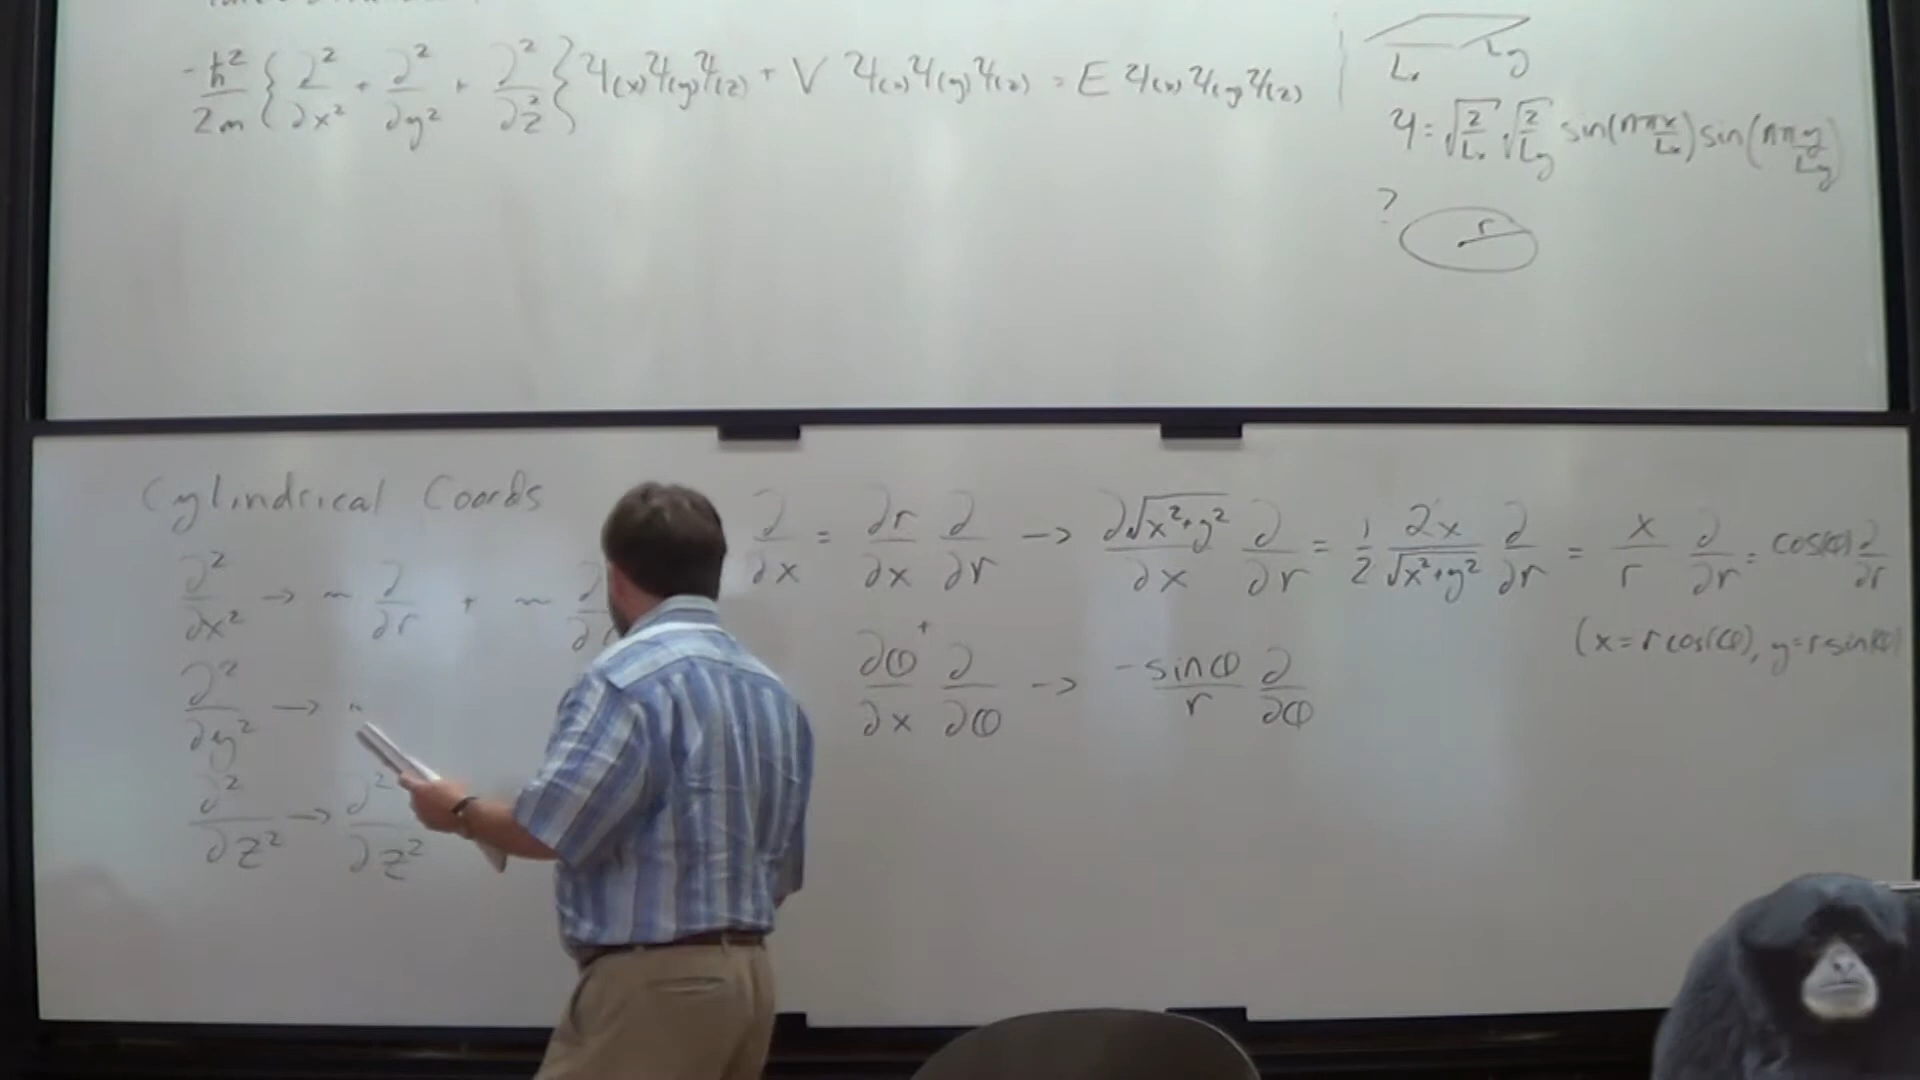 -ħ²/2m {∂²/∂x² + ∂²/∂y² + ∂²/∂z²} Ψ(x)Ψ(y)Ψ(z) + V Ψ(x)Ψ(y)Ψ(z) = E Ψ(x)Ψ(y)Ψ(z)
Lx Ly
Ψ = √(2/Lx) √(2/Ly) sin(nπx/Lx) sin(nπy/Ly)
?
r
Cylindrical Coords
∂²/∂x² → ~ ∂/∂r + ~
∂²/∂y² → ~
∂²/∂z² → ∂²/∂z²
∂/∂x = ∂r/∂x ∂/∂r → ∂√(x²+y²)/∂x ∂/∂r = 1/2 2x/√(x²+y²) ∂/∂r = x/r ∂/∂r = cos(φ) ∂/∂r
(x = r cos(φ), y = r sin(φ)
+
∂φ/∂x ∂/∂φ → -sinφ/r ∂/∂φ